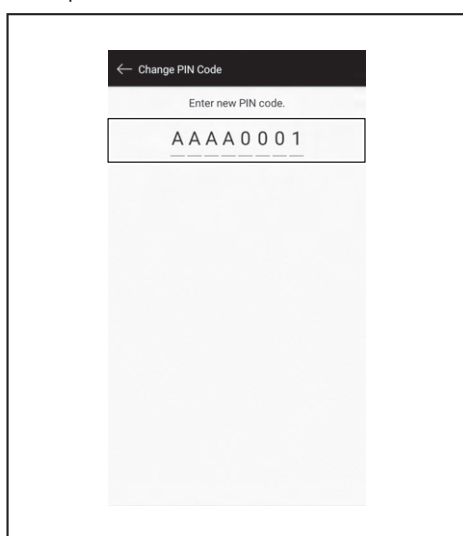 ← Change PIN Code
Enter new PIN code.
AAAA0001